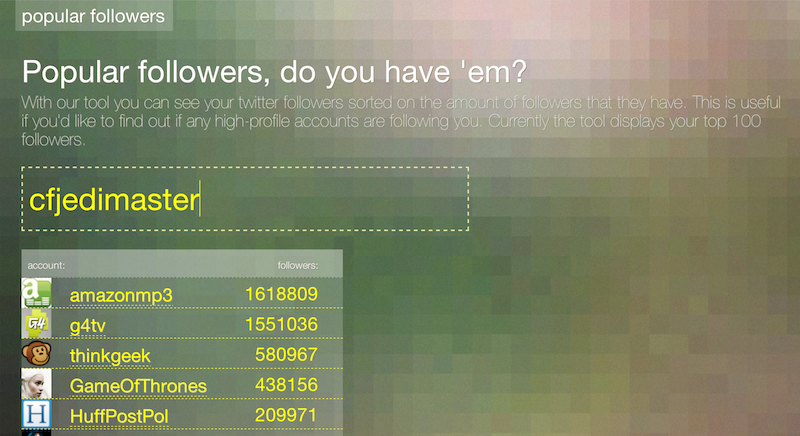 popular followers
Popular followers, do you have 'em?
With our tool you can see your twitter followers sorted on the amount of followers that they have. This is useful
if you'd like to find out if any high-profile accounts are following you. Currently the tool displays your top 100
followers.
cfjedimaster
account: followers:
a amazonmp3 1618809
G4 g4tv 1551036
thinkgeek 580967
GameOfThrones 438156
H HuffPostPol 209971